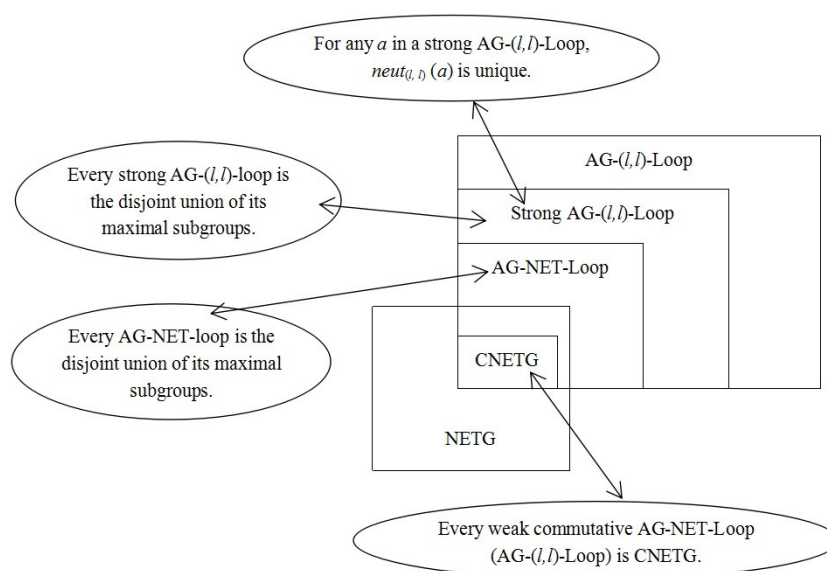 For any a in a strong AG-(l,l)-Loop,
neut(l, l) (a) is unique.
AG-(l,l)-Loop
Every strong AG-(l,l)-loop is
the disjoint union of its
maximal subgroups.
Strong AG-(l,l)-Loop
AG-NET-Loop
Every AG-NET-loop is the
disjoint union of its maximal
subgroups.
CNETG
NETG
Every weak commutative AG-NET-Loop
(AG-(l,l)-Loop) is CNETG.